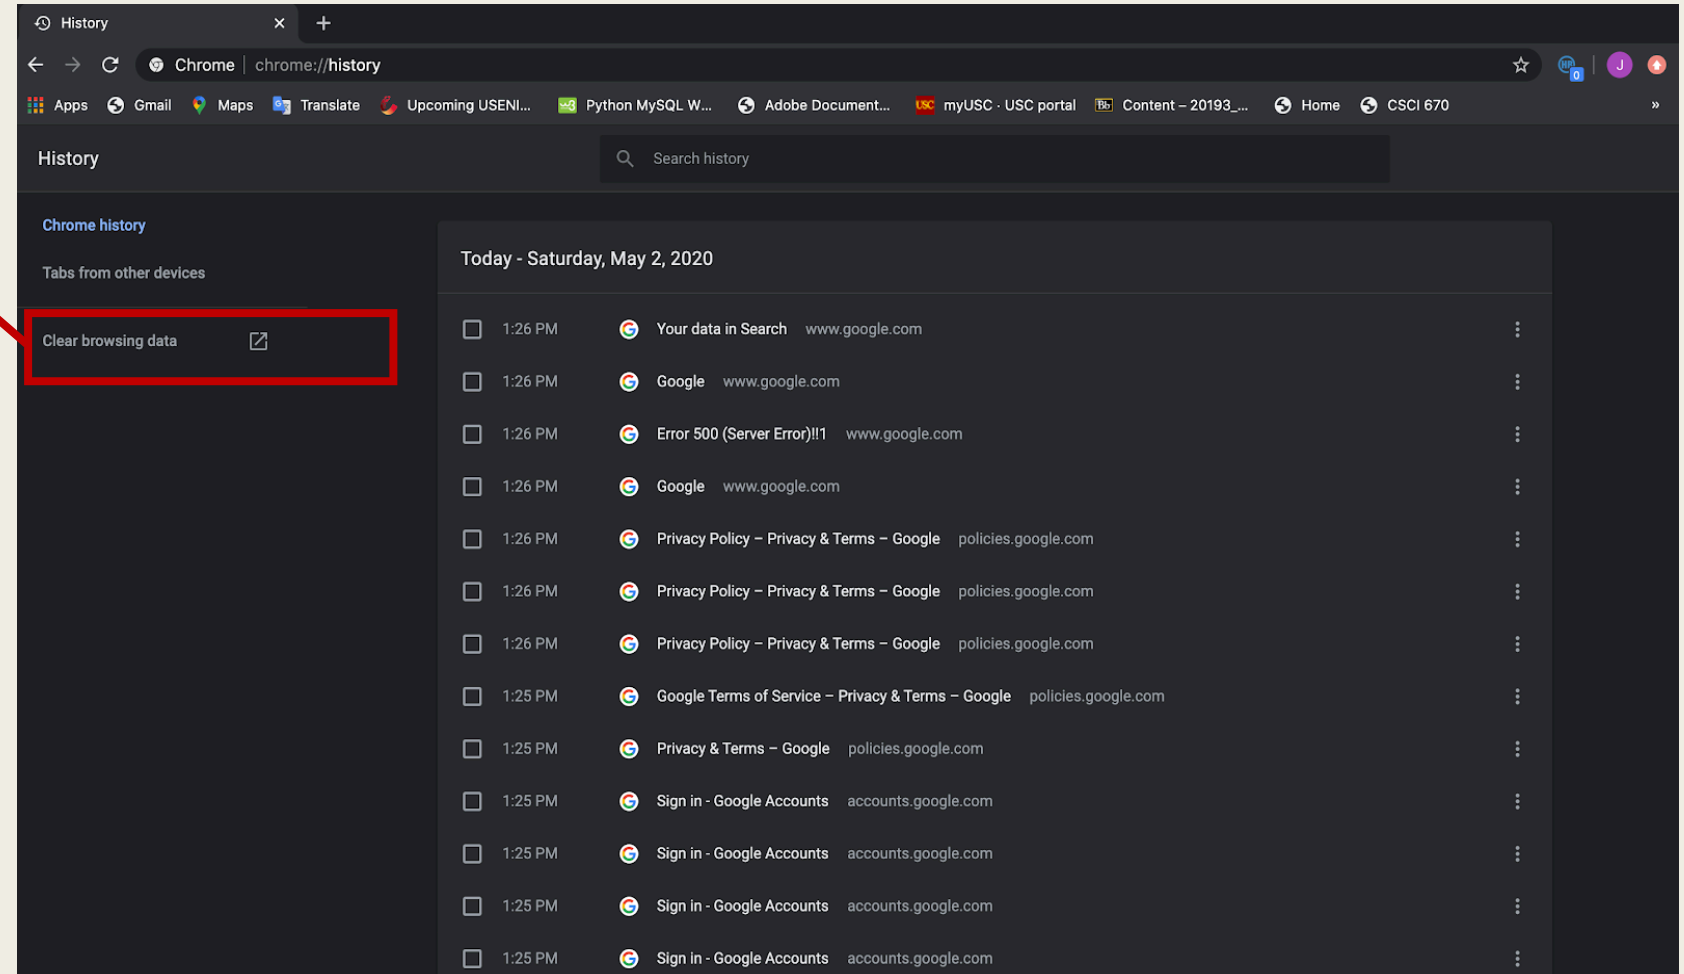 History
Chrome | chrome://history
Apps Gmail Maps Translate Upcoming USENI... Python MySQL W... Adobe Document... USC myUSC · USC portal Bb Content – 20193_... Home CSCI 670 »
History Search history
Chrome history
Tabs from other devices
Clear browsing data
Today - Saturday, May 2, 2020
1:26 PM Your data in Search www.google.com
1:26 PM Google www.google.com
1:26 PM Error 500 (Server Error)!!1 www.google.com
1:26 PM Google www.google.com
1:26 PM Privacy Policy – Privacy & Terms – Google policies.google.com
1:26 PM Privacy Policy – Privacy & Terms – Google policies.google.com
1:26 PM Privacy Policy – Privacy & Terms – Google policies.google.com
1:25 PM Google Terms of Service – Privacy & Terms – Google policies.google.com
1:25 PM Privacy & Terms – Google policies.google.com
1:25 PM Sign in - Google Accounts accounts.google.com
1:25 PM Sign in - Google Accounts accounts.google.com
1:25 PM Sign in - Google Accounts accounts.google.com
1:25 PM Sign in - Google Accounts accounts.google.com